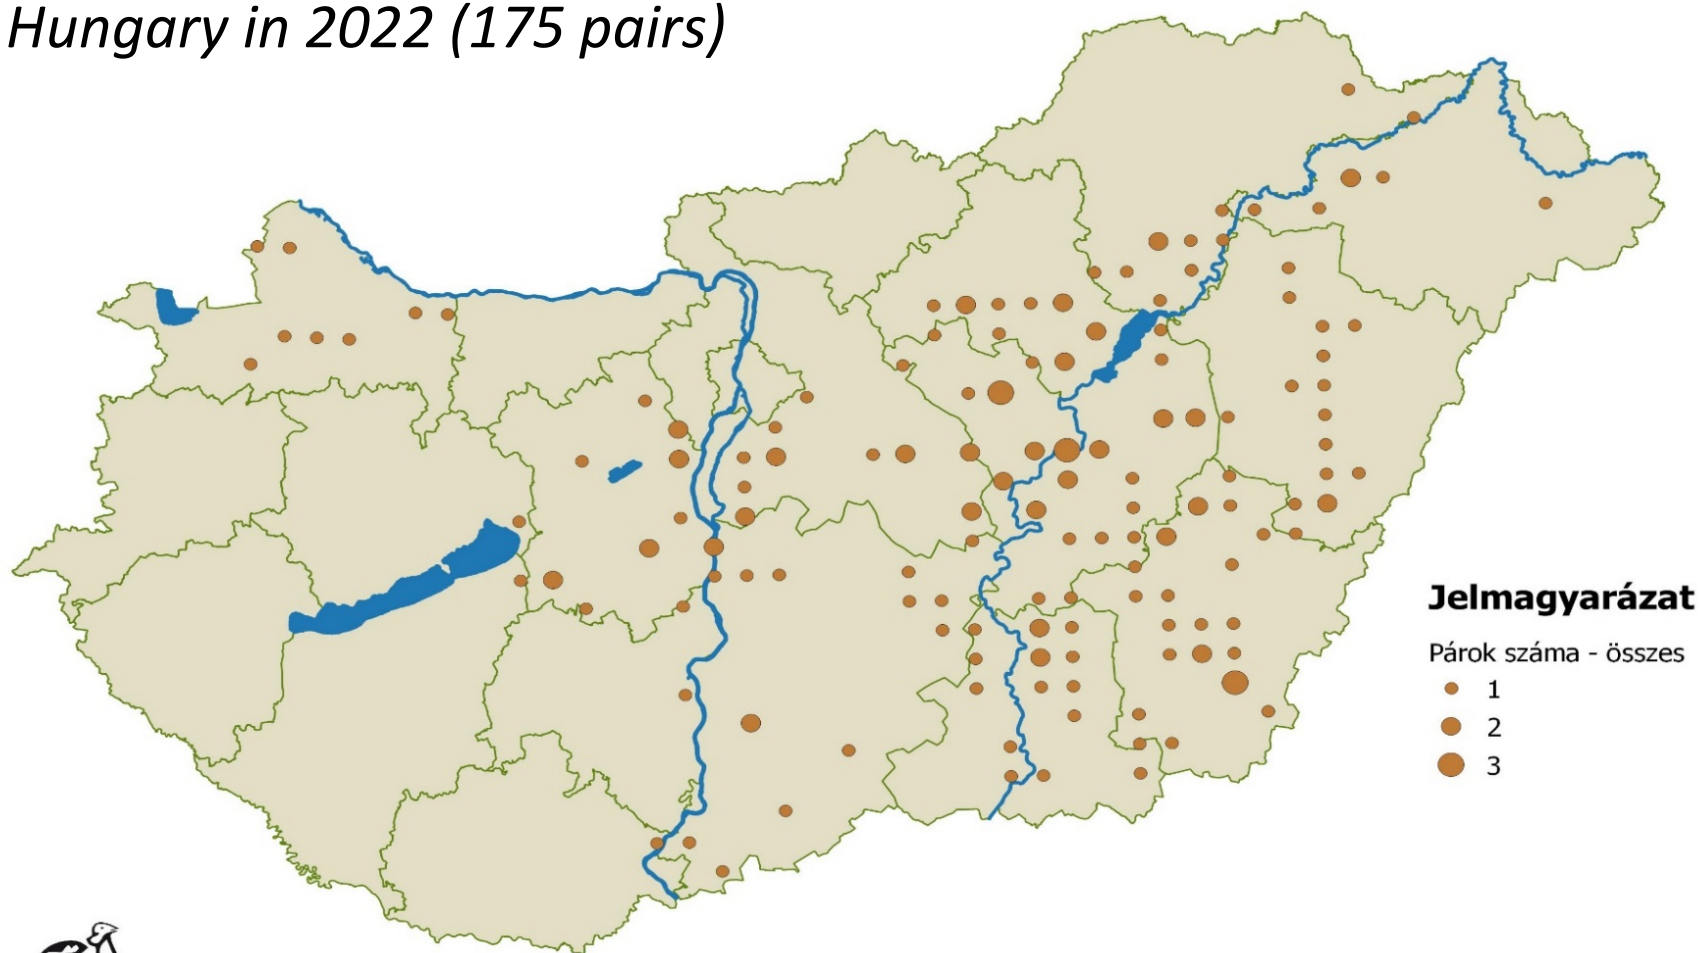 Hungary in 2022 (175 pairs)
Jelmagyarázat
Párok száma - összes
1
2
3